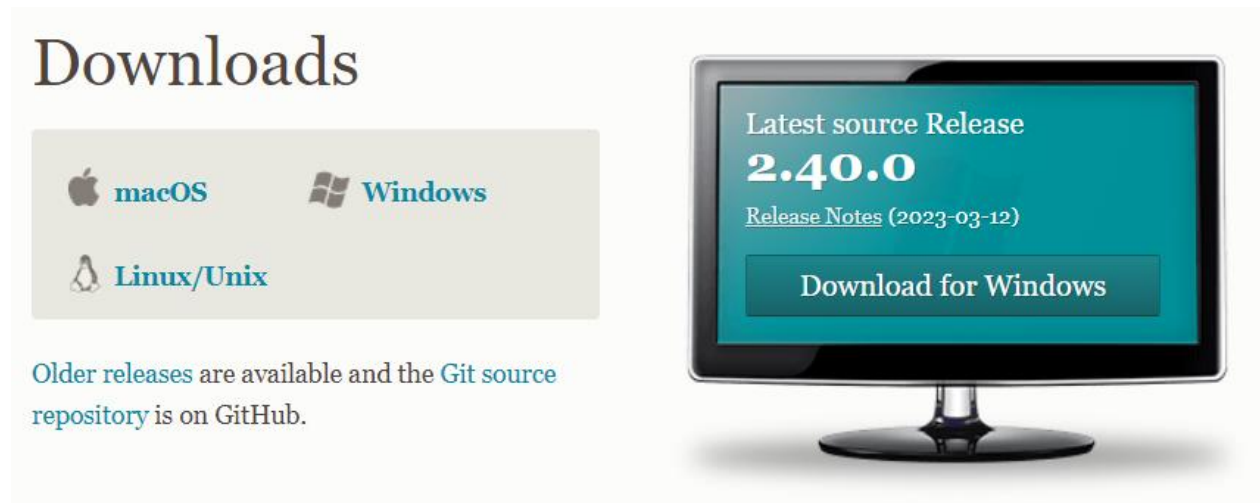 Downloads
macOS
Windows
Linux/Unix
Older releases are available and the Git source
repository is on GitHub.
Latest source Release
2.40.0
Release Notes (2023-03-12)
Download for Windows